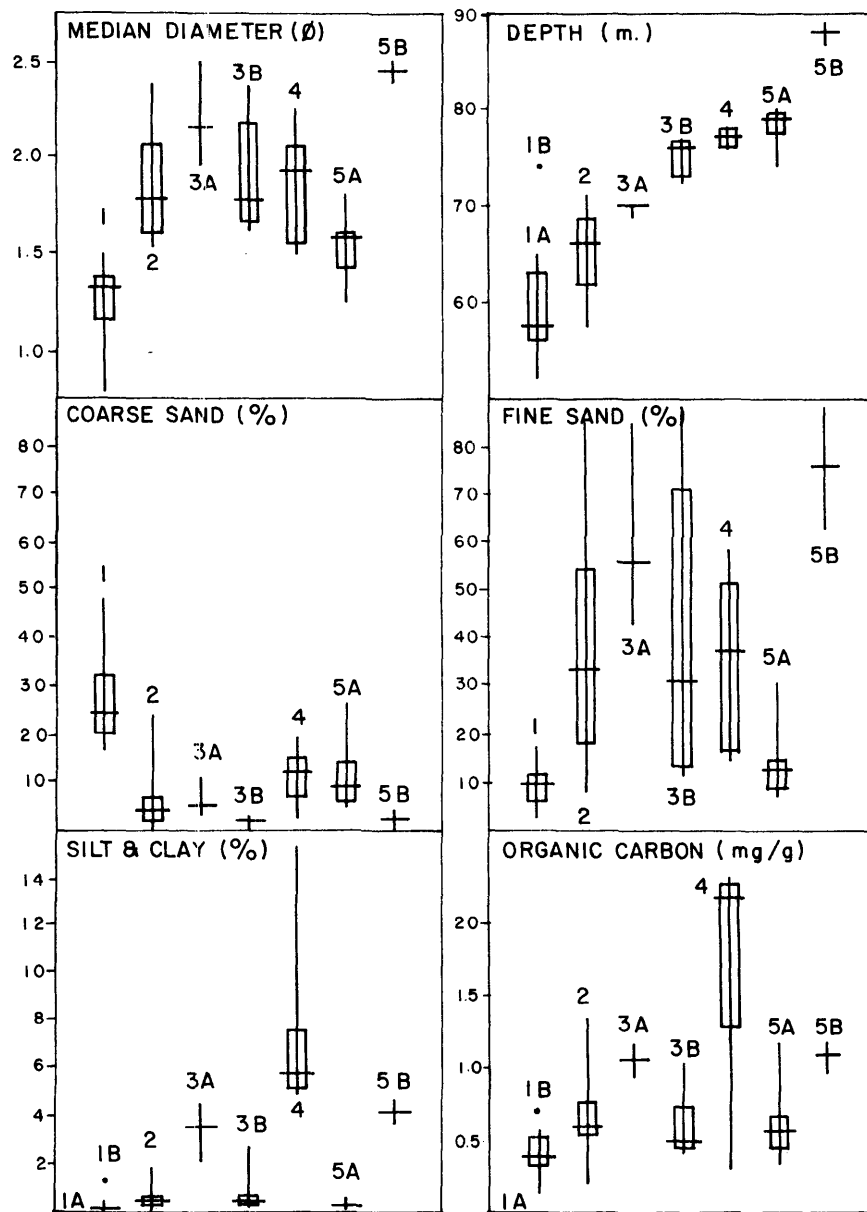 MEDIAN DIAMETER (Ø)
2.5
2.0
1.5
1.0
1
2
3A
3B
4
5A
5B
DEPTH (m.)
90
80
70
60
1B
1A
2
3A
3B
4
5A
5B
COARSE SAND (%)
80
70
60
50
40
30
20
10
1
2
3A
3B
4
5A
5B
FINE SAND (%)
80
70
60
50
40
30
20
10
1
2
3A
3B
4
5A
5B
SILT & CLAY (%)
14
12
10
8
6
4
2
1A
1B
2
3A
3B
4
5A
5B
ORGANIC CARBON (mg/g)
2.0
1.5
1.0
0.5
1A
1B
2
3A
3B
4
5A
5B